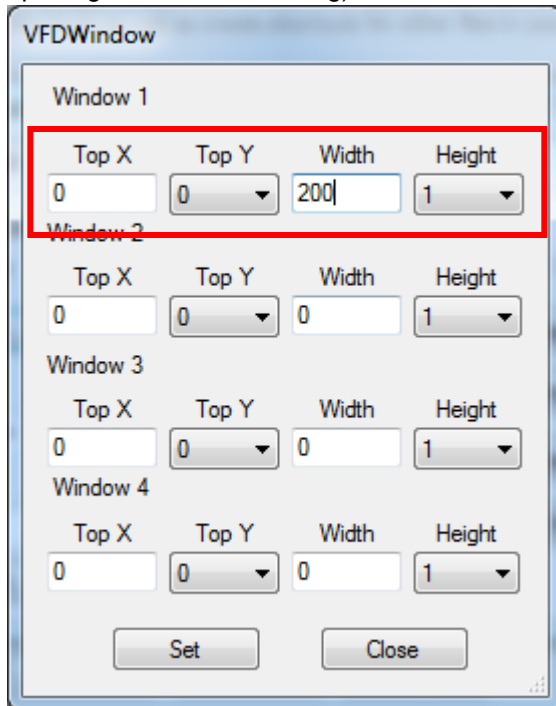 VFDWindow
Window 1
Top X Top Y Width Height
0 0 200 1
Window 2
Top X Top Y Width Height
0 0 0 1
Window 3
Top X Top Y Width Height
0 0 0 1
Window 4
Top X Top Y Width Height
0 0 0 1
Set Close